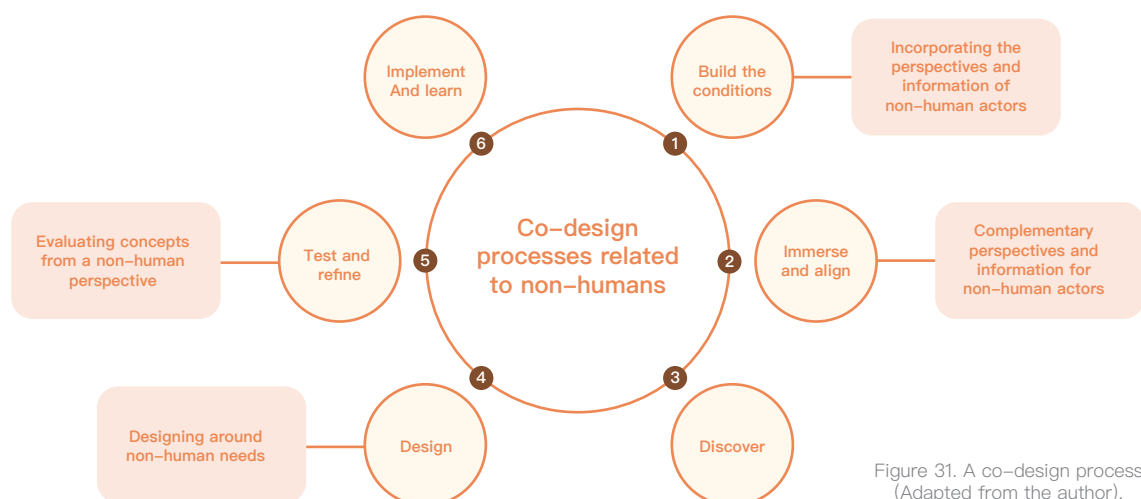 Implement
And learn
6
Build the
conditions
1
Incorporating the
perspectives and
information of
non-human actors
Co-design
processes related
to non-humans
Evaluating concepts
from a non-human
perspective
Test and
refine
5
2
Immerse
and align
Complementary
perspectives and
information for
non-human actors
4
3
Designing around
non-human needs
Design
Discover
Figure 31. A co-design process
(Adapted from the author).